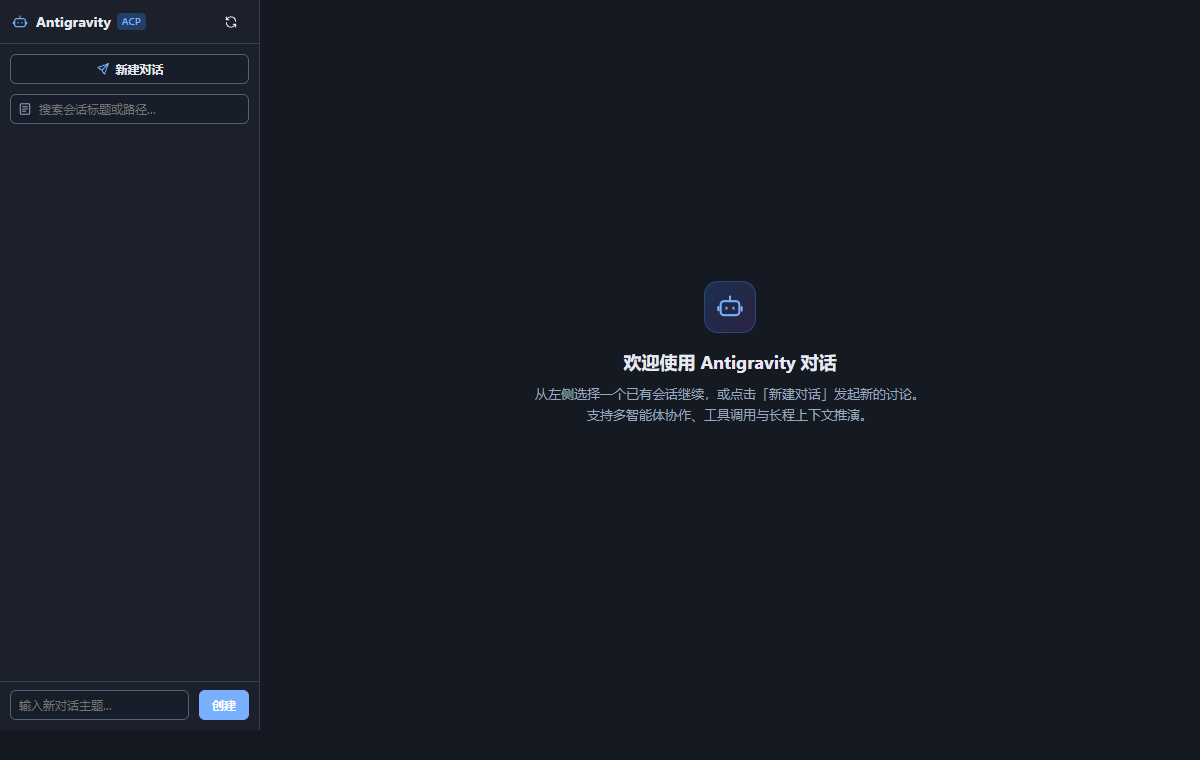 Antigravity ACP
新建对话
搜索会话标题或路径...
欢迎使用 Antigravity 对话
从左侧选择一个已有会话继续，或点击「新建对话」发起新的讨论。
支持多智能体协作、工具调用与长程上下文推演。
输入新对话主题... 创建